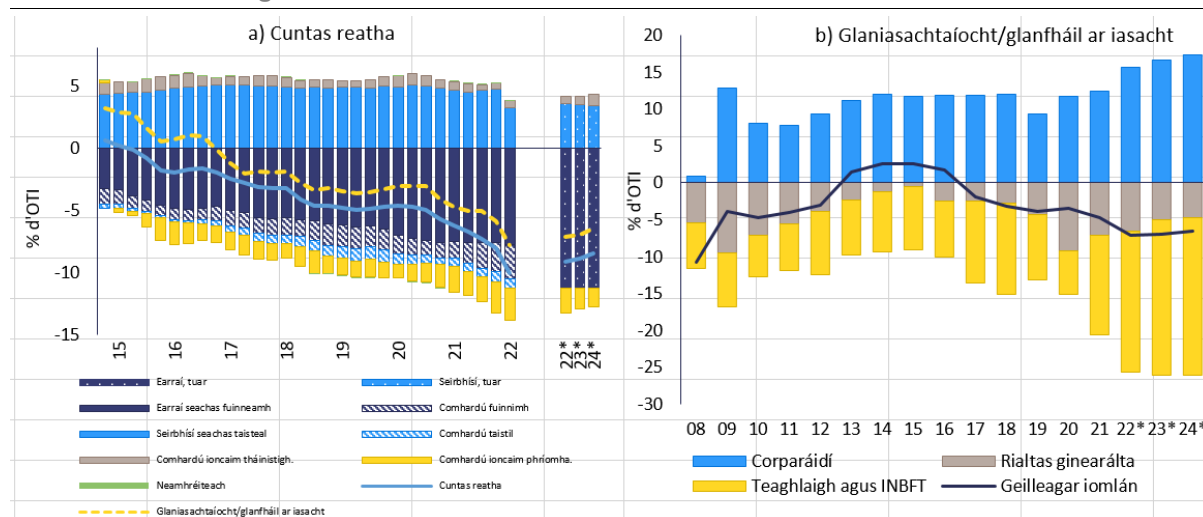 a) Cuntas reatha
% d'OTI
5
0
-5
-10
-15
15
16
17
18
19
20
21
22
22*
23*
24*
Earraí, tuar
Seirbhísí, tuar
Earraí seachas fuinneamh
Comhardú fuinnimh
Seirbhísí seachas taisteal
Comhardú taistil
Comhardú ioncaim tháinistigh.
Comhardú ioncaim phríomha.
Neamhréiteach
Cuntas reatha
Glaniasachtaíocht/glanfháil ar iasacht
b) Glaniasachtaíocht/glanfháil ar iasacht
% d'OTI
20
15
10
5
0
-5
-10
-15
-20
-25
-30
08 09 10 11 12 13 14 15 16 17 18 19 20 21 22* 23* 24*
Corparáidí
Rialtas ginearálta
Teaghlaigh agus INBFT
Geilleagar iomlán